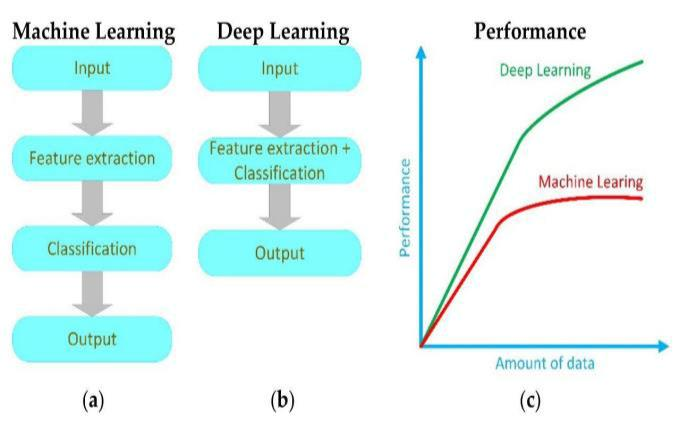 Machine Learning
Input
Feature extraction
Classification
Output
(a)
Deep Learning
Input
Feature extraction +
Classification
Output
(b)
Performance
Deep Learning
Machine Learing
Performance
Amount of data
(c)